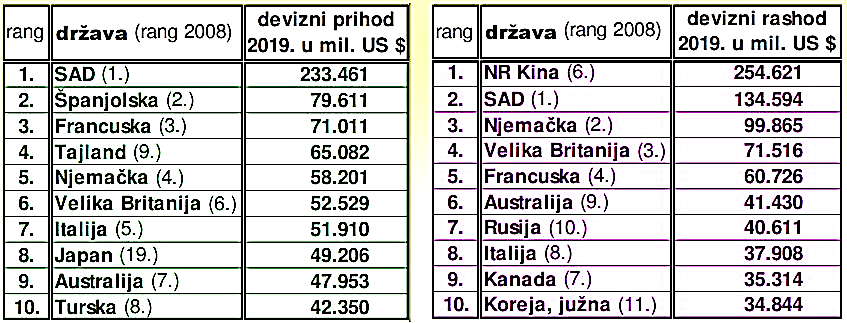 rang država (rang 2008) devizni prihod 2019. u mil. US $
1. SAD (1.) 233.461
2. Španjolska (2.) 79.611
3. Francuska (3.) 71.011
4. Tajland (9.) 65.082
5. Njemačka (4.) 58.201
6. Velika Britanija (6.) 52.529
7. Italija (5.) 51.910
8. Japan (19.) 49.206
9. Australija (7.) 47.953
10. Turska (8.) 42.350
rang država (rang 2008) devizni rashod 2019. u mil. US $
1. NR Kina (6.) 254.621
2. SAD (1.) 134.594
3. Njemačka (2.) 99.865
4. Velika Britanija (3.) 71.516
5. Francuska (4.) 60.726
6. Australija (9.) 41.430
7. Rusija (10.) 40.611
8. Italija (8.) 37.908
9. Kanada (7.) 35.314
10. Koreja, južna (11.) 34.844